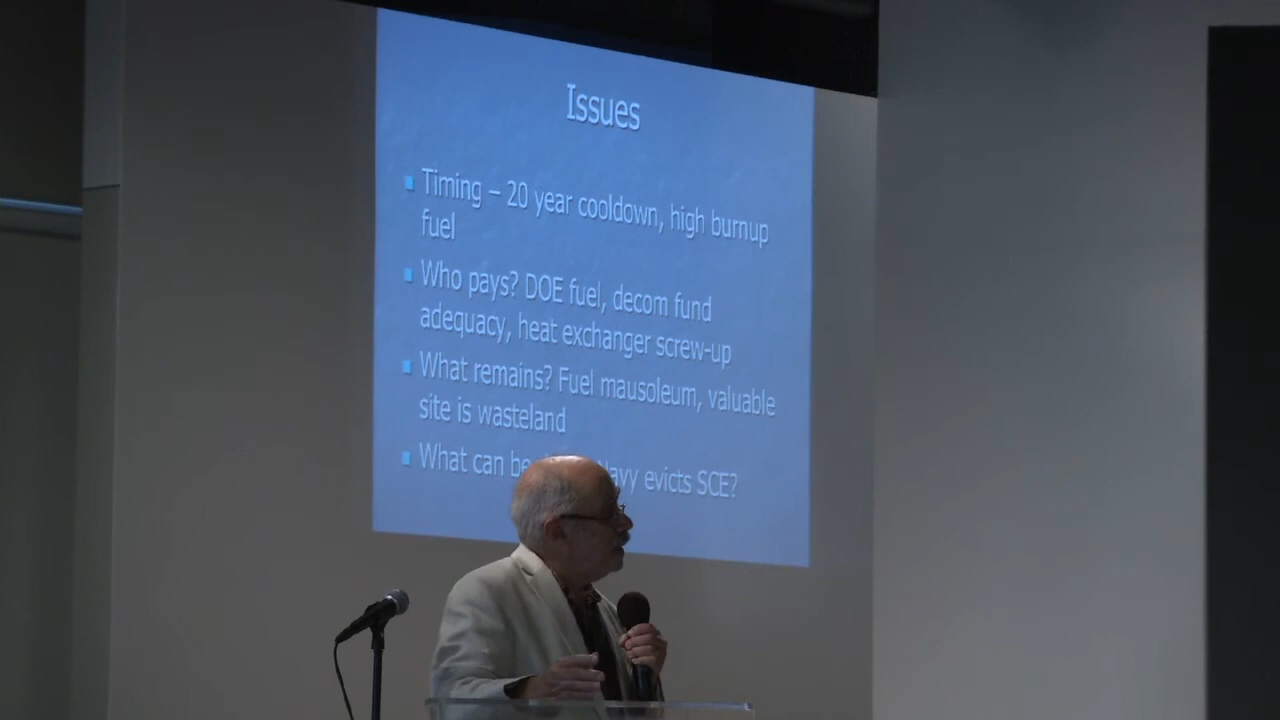 Issues
Timing – 20 year cooldown, high burnup
fuel
Who pays? DOE fuel, decom fund
adequacy, heat exchanger screw-up
What remains? Fuel mausoleum, valuable
site is wasteland
What can be Navy evicts SCE?